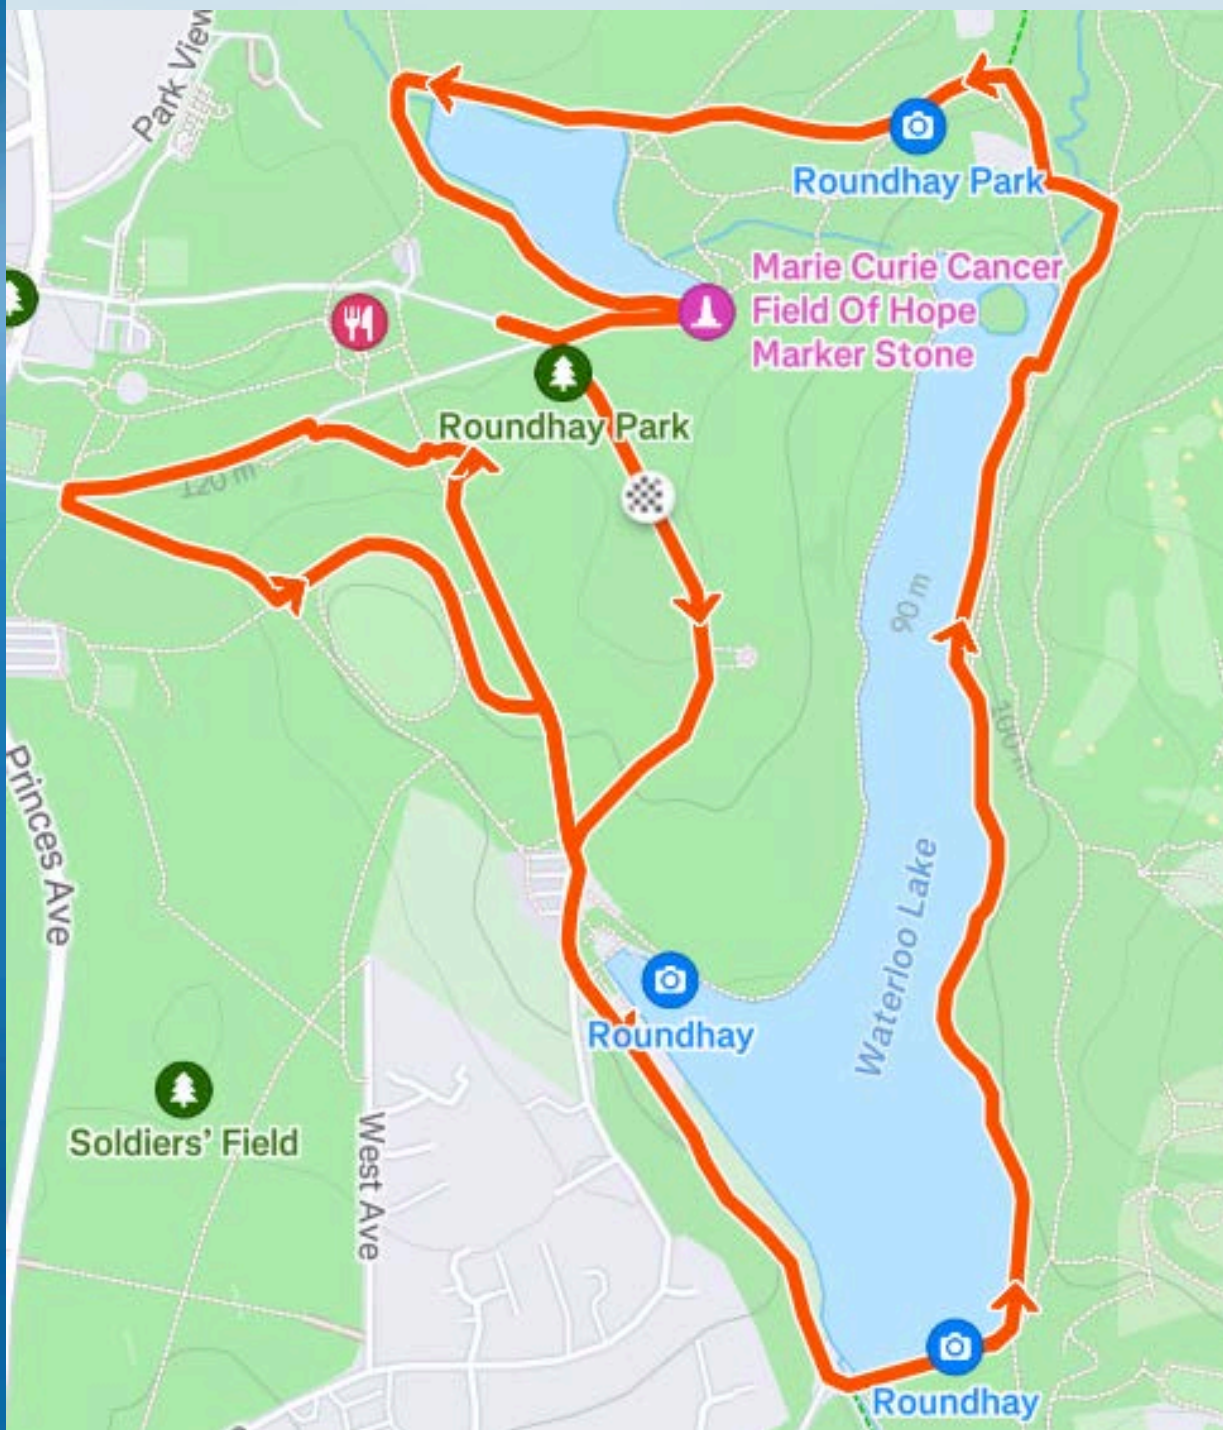 Park View
Roundhay Park
Marie Curie Cancer
Field Of Hope
Marker Stone
Roundhay Park
120 m
90 m
100 m
Princes Ave
Waterloo Lake
Roundhay
Soldiers' Field
West Ave
Roundhay